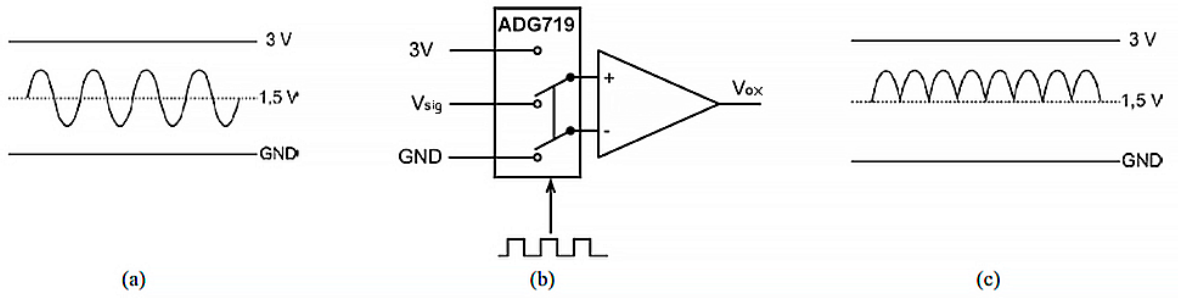 3 V
1,5 V
GND
(a)
ADG719
3V
Vsig
GND
+
-
Vox
(b)
3 V
1,5 V
GND
(c)